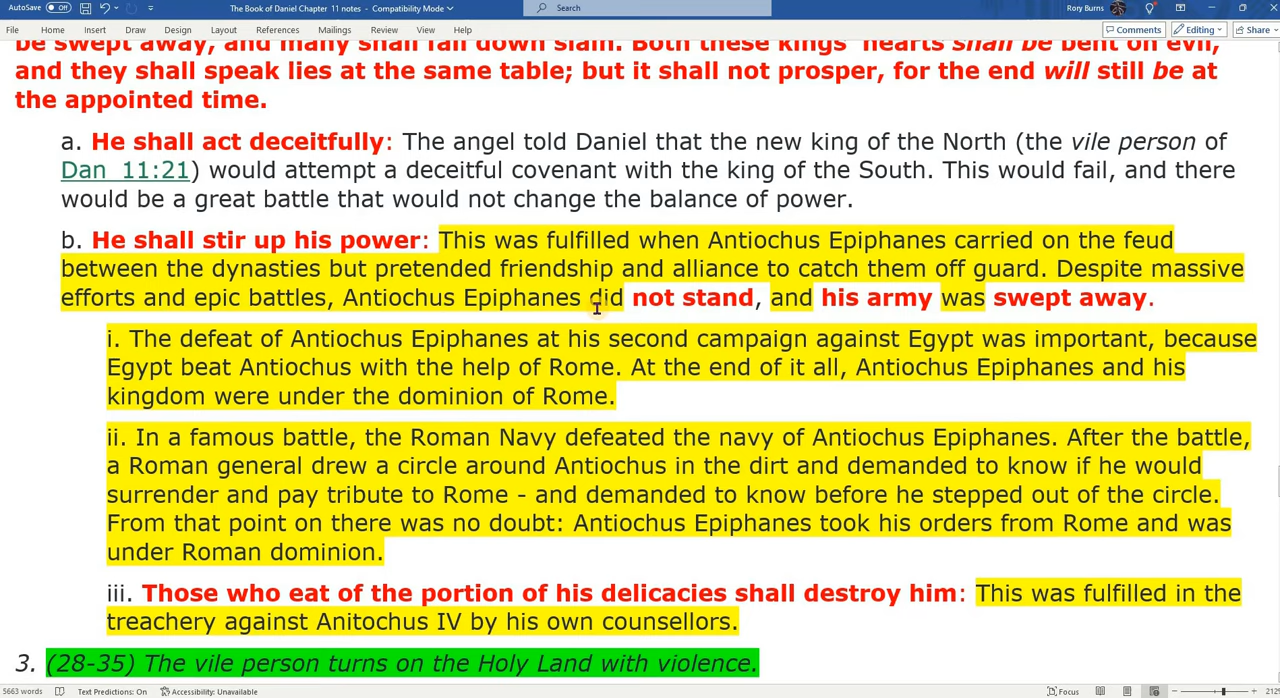 AutoSave Off The Book of Daniel Chapter 11 notes - Compatibility Mode Search Rory Burns
File Home Insert Draw Design Layout References Mailings Review View Help Comments Editing Share
be swept away, and many shall fall down slain. Both these kings' hearts shall be bent on evil,
and they shall speak lies at the same table; but it shall not prosper, for the end will still be at
the appointed time.
a. He shall act deceitfully: The angel told Daniel that the new king of the North (the vile person of
Dan_11:21) would attempt a deceitful covenant with the king of the South. This would fail, and there
would be a great battle that would not change the balance of power.
b. He shall stir up his power: This was fulfilled when Antiochus Epiphanes carried on the feud
between the dynasties but pretended friendship and alliance to catch them off guard. Despite massive
efforts and epic battles, Antiochus Epiphanes did not stand, and his army was swept away.
i. The defeat of Antiochus Epiphanes at his second campaign against Egypt was important, because
Egypt beat Antiochus with the help of Rome. At the end of it all, Antiochus Epiphanes and his
kingdom were under the dominion of Rome.
ii. In a famous battle, the Roman Navy defeated the navy of Antiochus Epiphanes. After the battle,
a Roman general drew a circle around Antiochus in the dirt and demanded to know if he would
surrender and pay tribute to Rome - and demanded to know before he stepped out of the circle.
From that point on there was no doubt: Antiochus Epiphanes took his orders from Rome and was
under Roman dominion.
iii. Those who eat of the portion of his delicacies shall destroy him: This was fulfilled in the
treachery against Anitochus IV by his own counsellors.
3. (28-35) The vile person turns on the Holy Land with violence.
5663 words Text Predictions: On Accessibility: Unavailable Focus